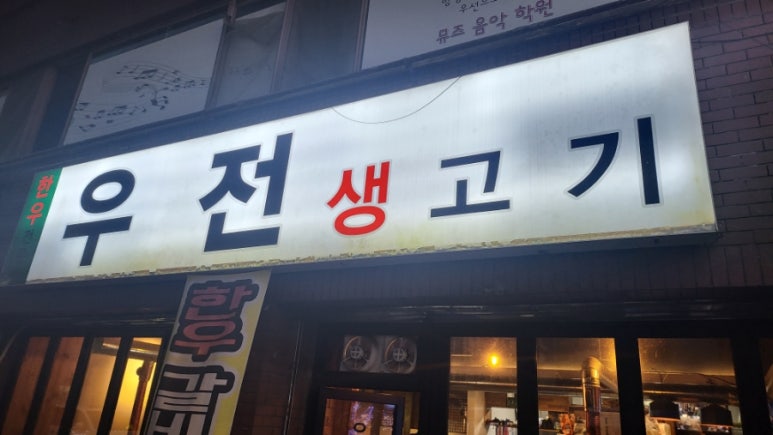 뮤즈 음악 학원
한우
우전생고기
한우갈비